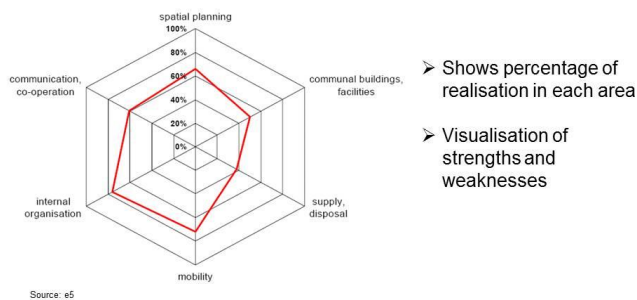 spatial planning
100%
80%
60%
40%
20%
0%
communication,
co-operation
communal buildings,
facilities
internal
organisation
supply,
disposal
mobility
Source: e5
➢ Shows percentage of
realisation in each area
➢ Visualisation of
strengths and
weaknesses